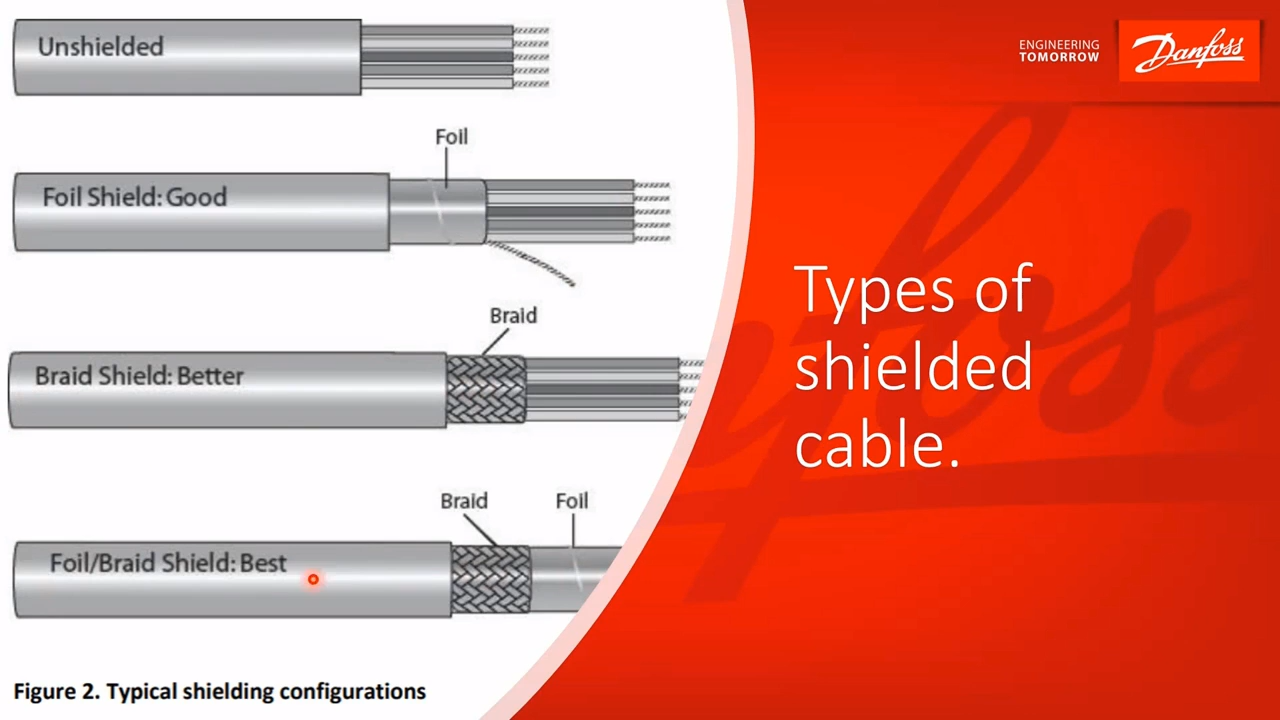 Unshielded
Foil
Foil Shield: Good
Braid
Braid Shield: Better
Braid Foil
Foil/Braid Shield: Best
Figure 2. Typical shielding configurations
ENGINEERING
TOMORROW
Danfoss
Types of
shielded
cable.